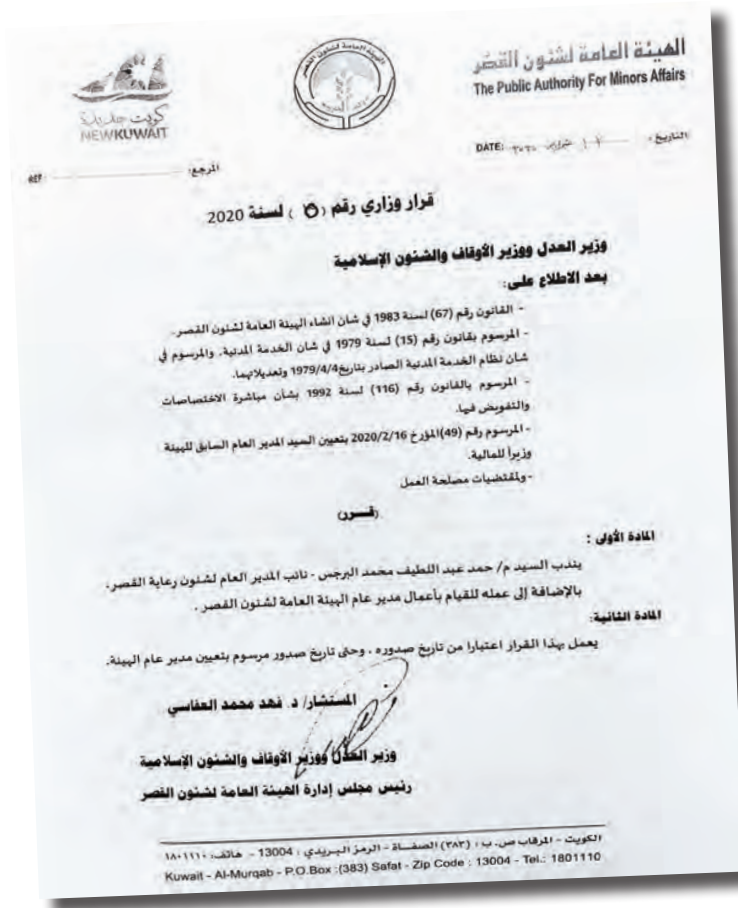 الهيئة العامة لشئون القصر
The Public Authority For Minors Affairs
الهيئة العامة لشئون القصر
كويت جديدة
NEWKUWAIT
DATE: ٢٠٢٠ فبراير التاريخ:
المرجع:
قرار وزاري رقم ( ) لسنة 2020
وزير العدل ووزير الأوقاف والشئون الإسلامية
بعد الاطلاع على:
- القانون رقم (67) لسنة 1983 في شان انشاء الهيئة العامة لشئون القصر.
- المرسوم بقانون رقم (15) لسنة 1979 في شان الخدمة المدنية، والمرسوم في
شان نظام الخدمة المدنية الصادر بتاريخ 1979/4/4 وتعديلاتهما.
- المرسوم بالقانون رقم (116) لسنة 1992 بشأن مباشرة الاختصاصات
والتفويض فيها.
- المرسوم رقم (49)المؤرخ 2020/2/16 بتعيين السيد المدير العام السابق للهيئة
وزيراً للمالية.
-ولمقتضيات مصلحة العمل
(قــرر)
المادة الأولى :
يندب السيد م/ حمد عبد اللطيف محمد البرجس - نائب المدير العام لشئون رعاية القصر،
بالإضافة إلى عمله للقيام بأعمال مدير عام الهيئة العامة لشئون القصر .
المادة الثانية:
يعمل بهذا القرار اعتبارا من تاريخ صدوره ، وحتى تاريخ صدور مرسوم بتعيين مدير عام الهيئة.
المستشار/ د. فهد محمد العفاسي
وزير العدل ووزير الأوقاف والشئون الإسلامية
رئيس مجلس إدارة الهيئة العامة لشئون القصر
الكويت - المرقاب ص. ب : (٣٨٣) الصفـاة - الرمز البـريدي : 13004 - هاتف: ١٨٠١١١٠
Kuwait - Al-Murqab - P.O.Box :(383) Safat - Zip Code : 13004 - Tel.: 1801110